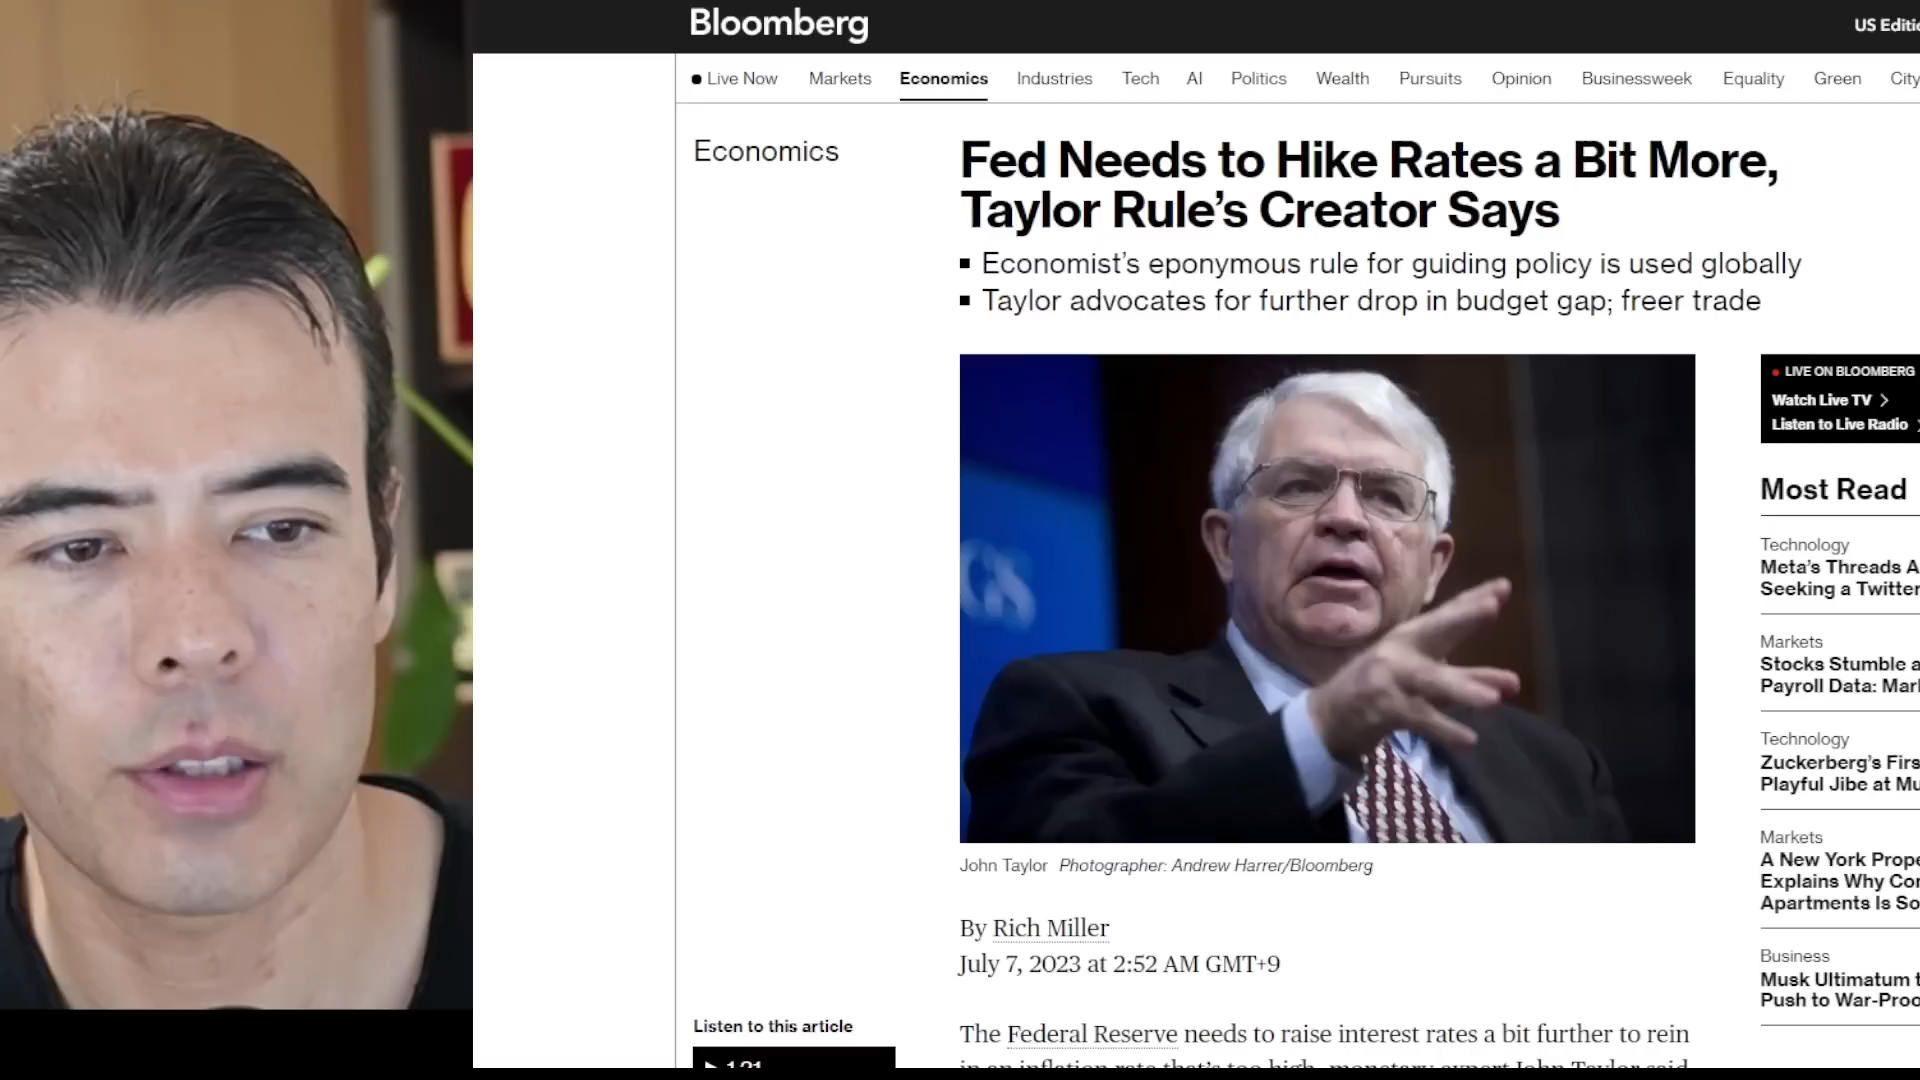 Bloomberg
US Editio
Live Now Markets Economics Industries Tech AI Politics Wealth Pursuits Opinion Businessweek Equality Green City
Economics
Fed Needs to Hike Rates a Bit More,
Taylor Rule's Creator Says
Economist's eponymous rule for guiding policy is used globally
Taylor advocates for further drop in budget gap; freer trade
John Taylor Photographer: Andrew Harrer/Bloomberg
By Rich Miller
July 7, 2023 at 2:52 AM GMT+9
The Federal Reserve needs to raise interest rates a bit further to rein
in an inflation rate that's too high, monetary expert John Taylor said
Listen to this article
1:21
LIVE ON BLOOMBERG
Watch Live TV
Listen to Live Radio
Most Read
Technology
Meta's Threads A
Seeking a Twitter
Markets
Stocks Stumble a
Payroll Data: Mar
Technology
Zuckerberg's Firs
Playful Jibe at Mu
Markets
A New York Prope
Explains Why Co
Apartments Is So
Business
Musk Ultimatum t
Push to War-Proo